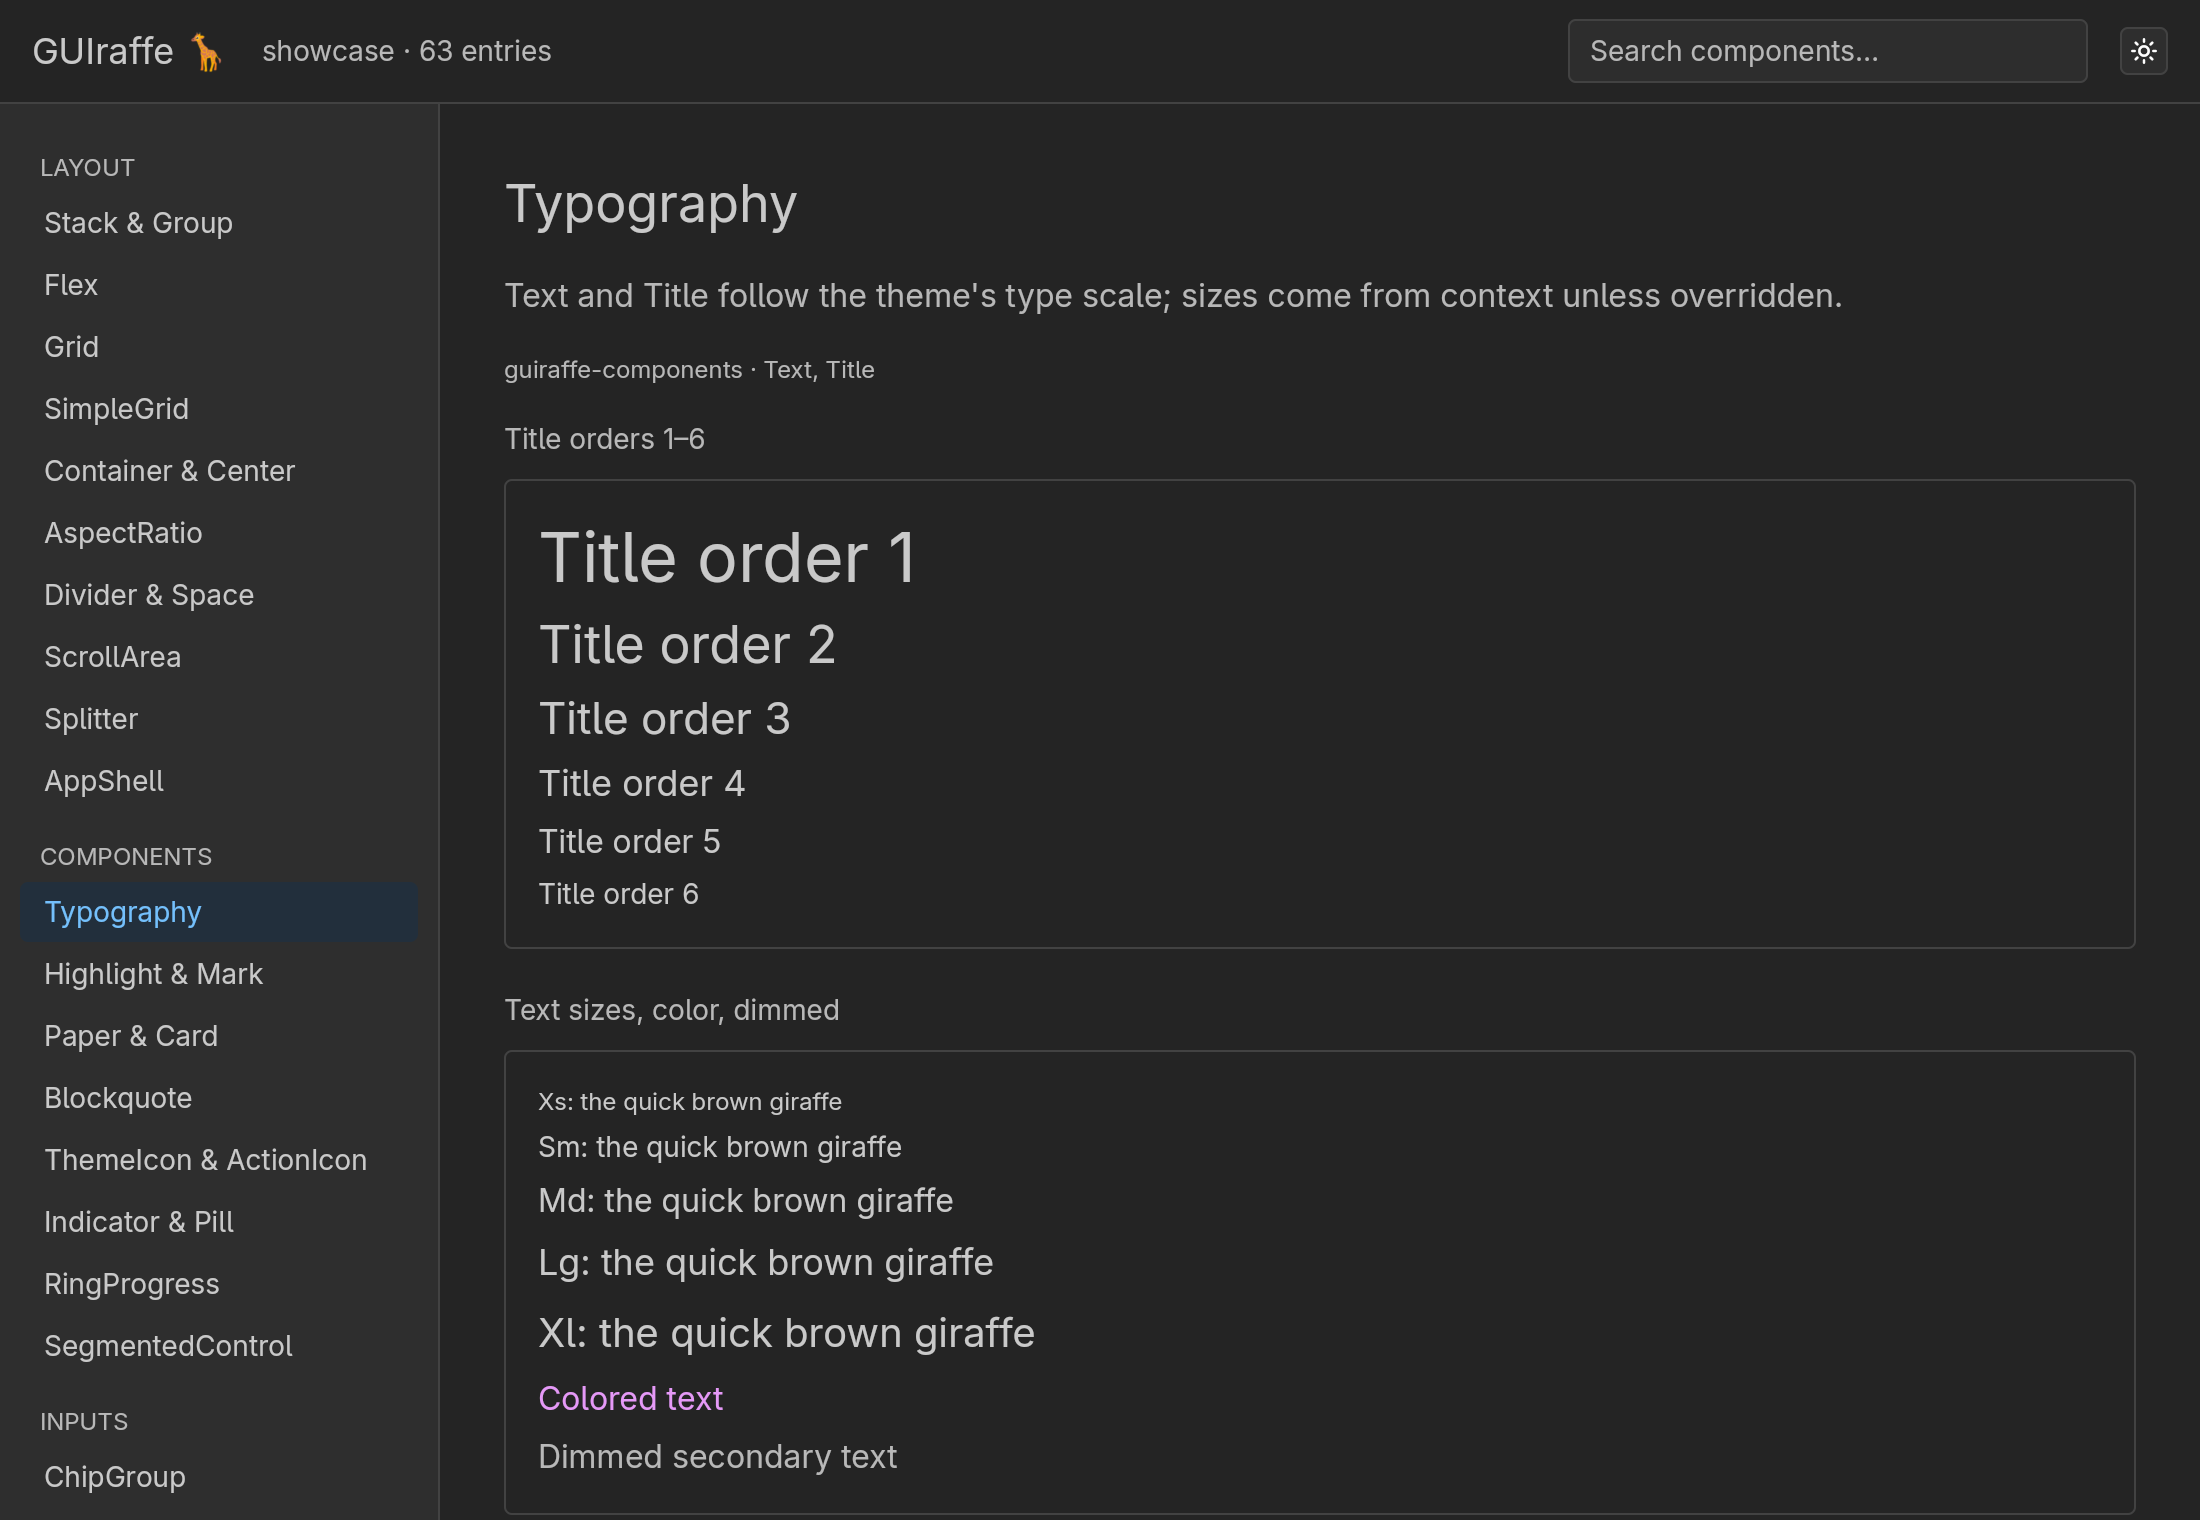 GUIraffe 🦒 showcase · 63 entries
Search components...
LAYOUT
Stack & Group
Flex
Grid
SimpleGrid
Container & Center
AspectRatio
Divider & Space
ScrollArea
Splitter
AppShell
COMPONENTS
Typography
Highlight & Mark
Paper & Card
Blockquote
ThemeIcon & ActionIcon
Indicator & Pill
RingProgress
SegmentedControl
INPUTS
ChipGroup
Typography
Text and Title follow the theme's type scale; sizes come from context unless overridden.
guiraffe-components · Text, Title
Title orders 1–6
Title order 1
Title order 2
Title order 3
Title order 4
Title order 5
Title order 6
Text sizes, color, dimmed
Xs: the quick brown giraffe
Sm: the quick brown giraffe
Md: the quick brown giraffe
Lg: the quick brown giraffe
Xl: the quick brown giraffe
Colored text
Dimmed secondary text